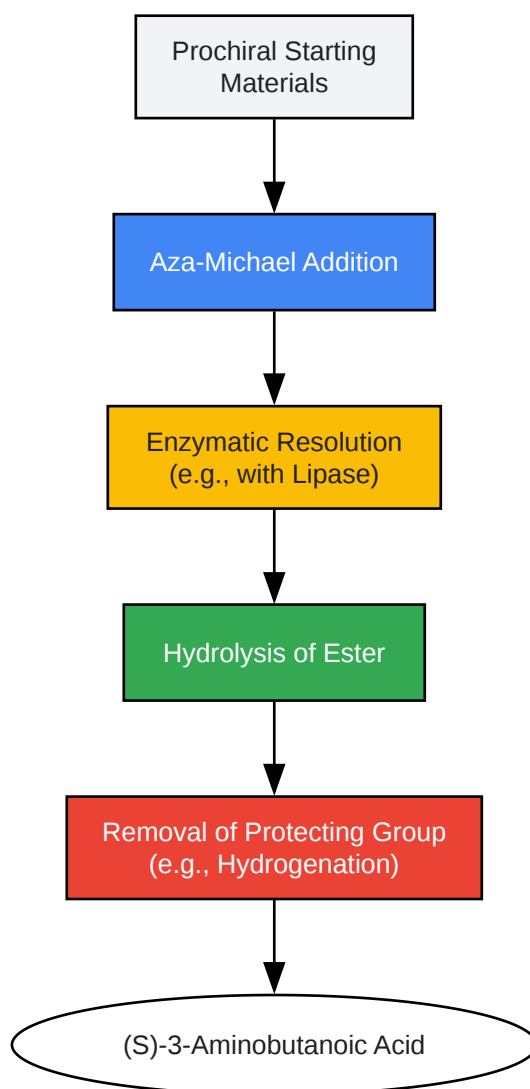 Prochiral Starting
Materials
Aza-Michael Addition
Enzymatic Resolution
(e.g., with Lipase)
Hydrolysis of Ester
Removal of Protecting Group
(e.g., Hydrogenation)
(S)-3-Aminobutanoic Acid